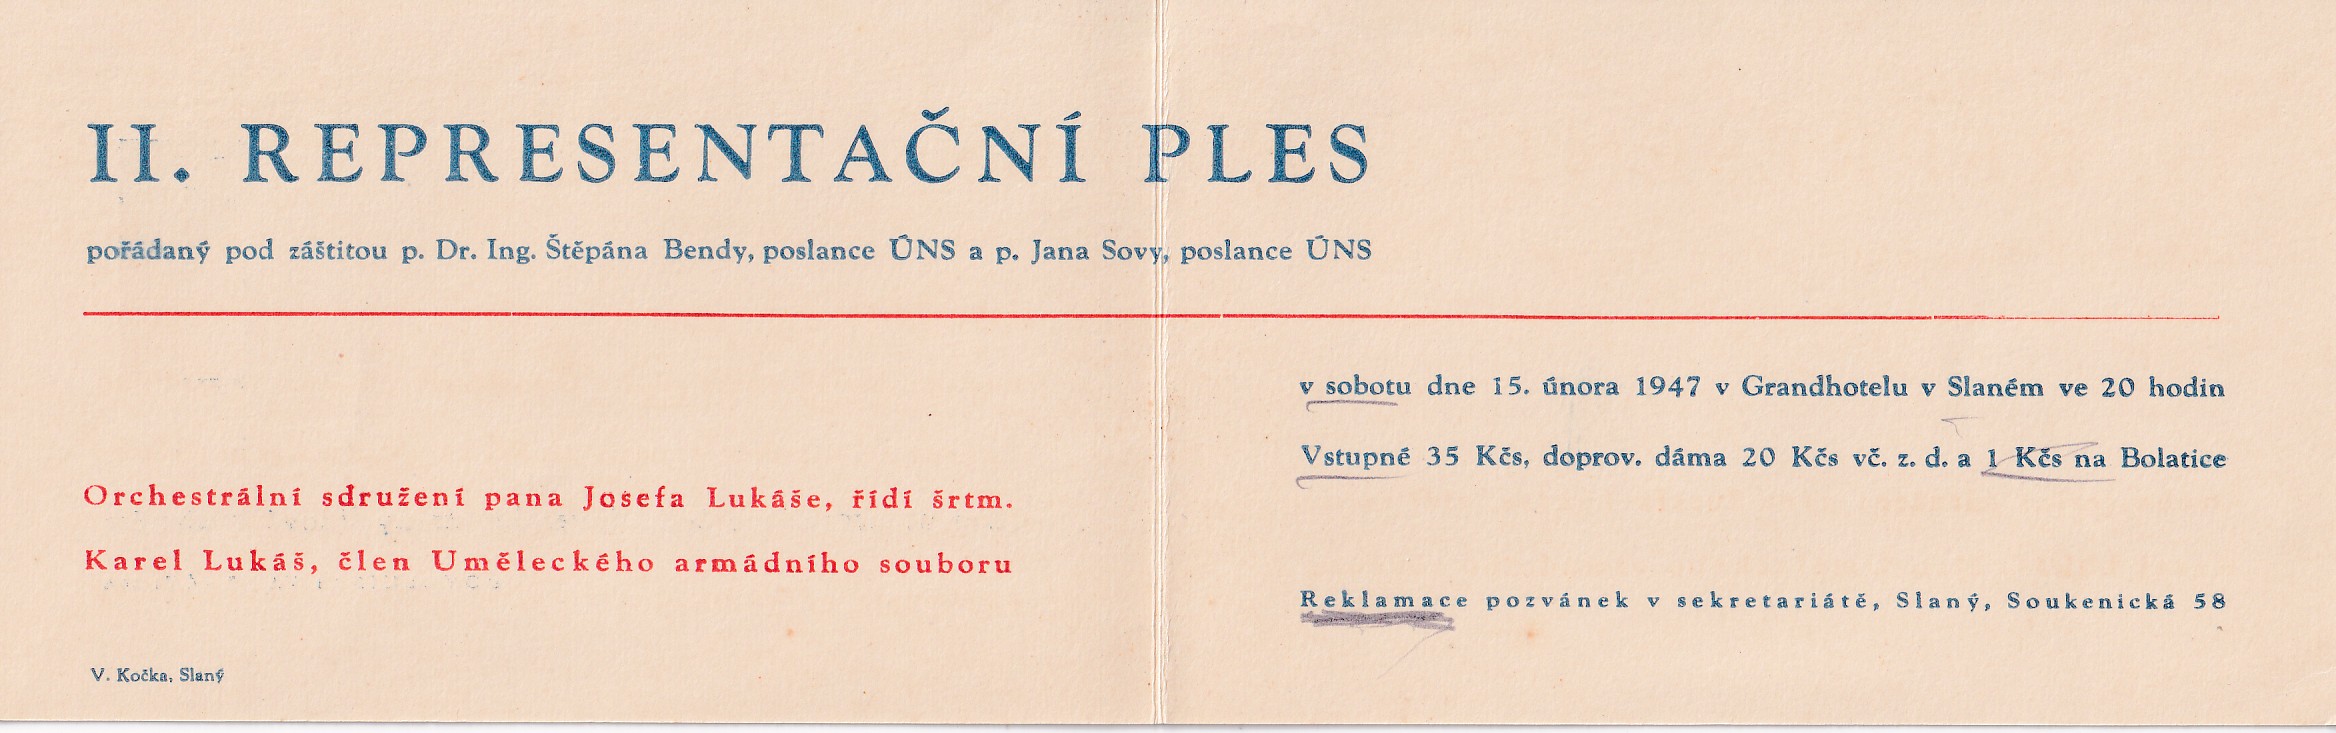 II. REPRESENTAČNÍ PLES
pořádaný pod záštitou p. Dr. Ing. Štěpána Bendy, poslance ÚNS a p. Jana Sovy, poslance ÚNS
v sobotu dne 15. února 1947 v Grandhotelu v Slaném ve 20 hodin
Vstupné 35 Kčs, doprov. dáma 20 Kčs vč. z. d. a 1 Kčs na Bolatice
Orchestrální sdružení pana Josefa Lukáše, řídí šrtm.
Karel Lukáš, člen Uměleckého armádního souboru
Reklamace pozvánek v sekretariátě, Slaný, Soukenická 58
V. Kočka, Slaný